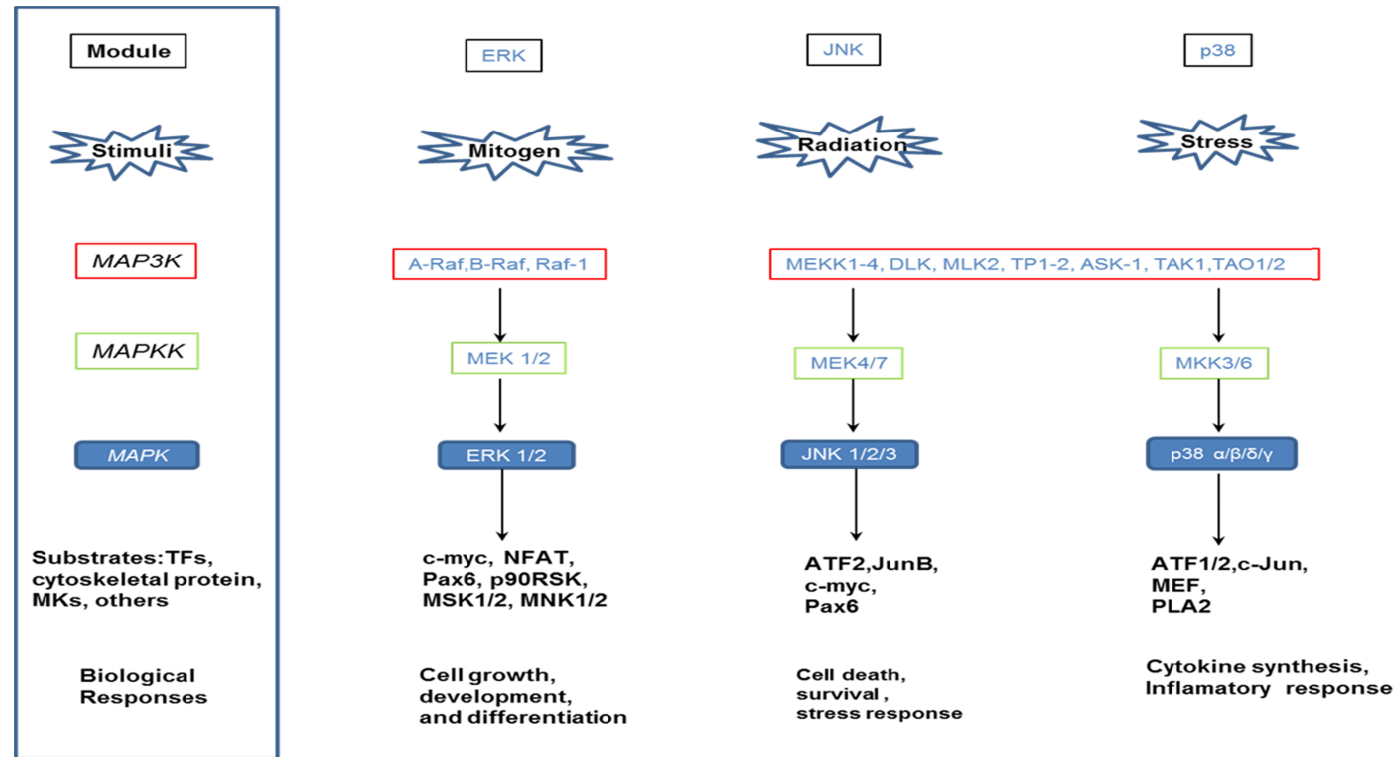 Module
ERK
JNK
p38
Stimuli
Mitogen
Radiation
Stress
MAP3K
A-Raf,B-Raf, Raf-1
MEKK1-4, DLK, MLK2, TP1-2, ASK-1, TAK1,TAO1/2
MAPKK
MEK 1/2
MEK4/7
MKK3/6
MAPK
ERK 1/2
JNK 1/2/3
p38 α/β/δ/γ
Substrates:TFs,
cytoskeletal protein,
MKs, others
c-myc, NFAT,
Pax6, p90RSK,
MSK1/2, MNK1/2
ATF2,JunB,
c-myc,
Pax6
ATF1/2,c-Jun,
MEF,
PLA2
Biological
Responses
Cell growth,
development,
and differentiation
Cell death,
survival,
stress response
Cytokine synthesis,
Inflamatory response